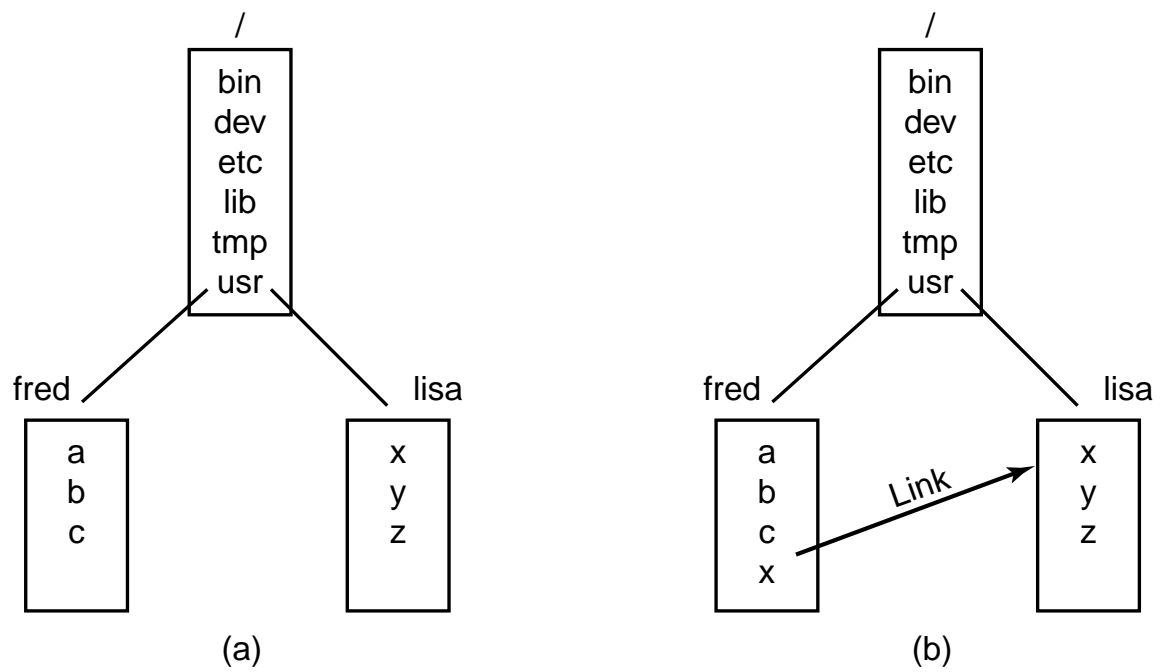 /
bin
dev
etc
lib
tmp
usr
fred
lisa
a
b
c
x
y
z
(a)
/
bin
dev
etc
lib
tmp
usr
fred
lisa
a
b
c
x
Link
x
y
z
(b)